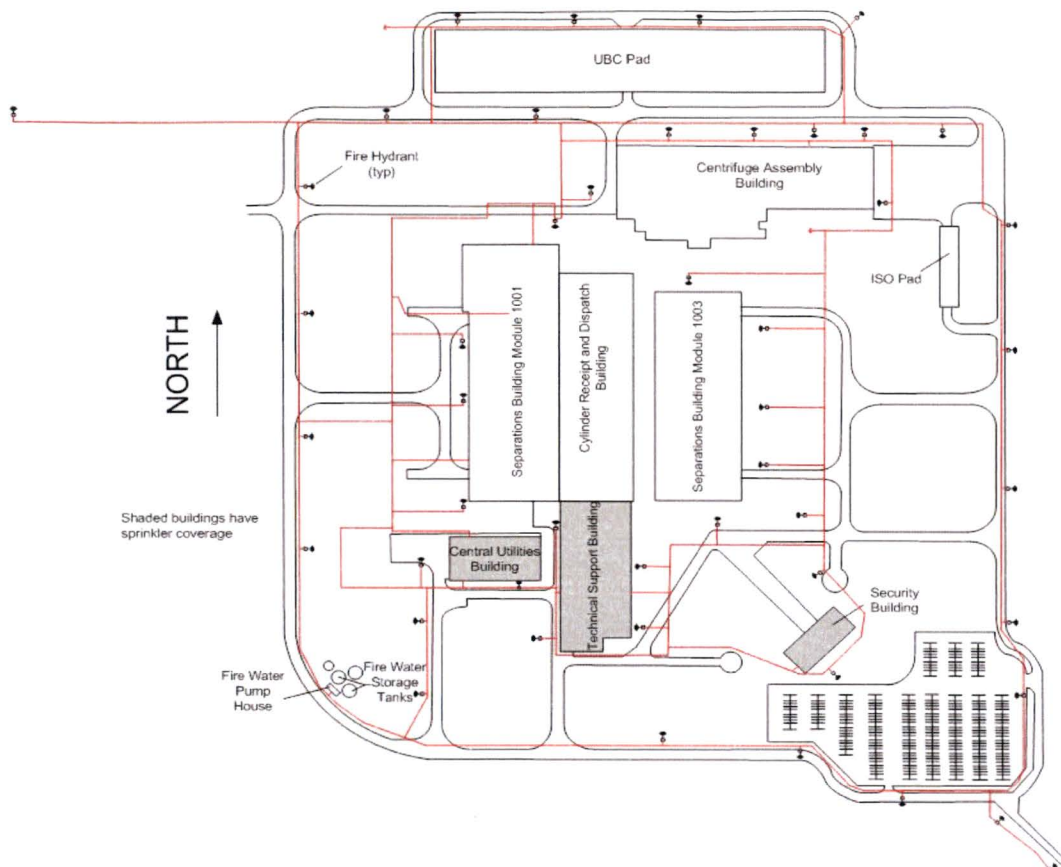 UBC Pad
Fire Hydrant
(typ)
Centrifuge Assembly
Building
ISO Pad
NORTH
Separations Building Module 1001
Cylinder Receipt and Dispatch
Building
Separations Building Module 1003
Shaded buildings have
sprinkler coverage
Central Utilities
Building
Technical Support Building
Security
Building
Fire Water
Pump
House
Fire Water
Storage
Tanks